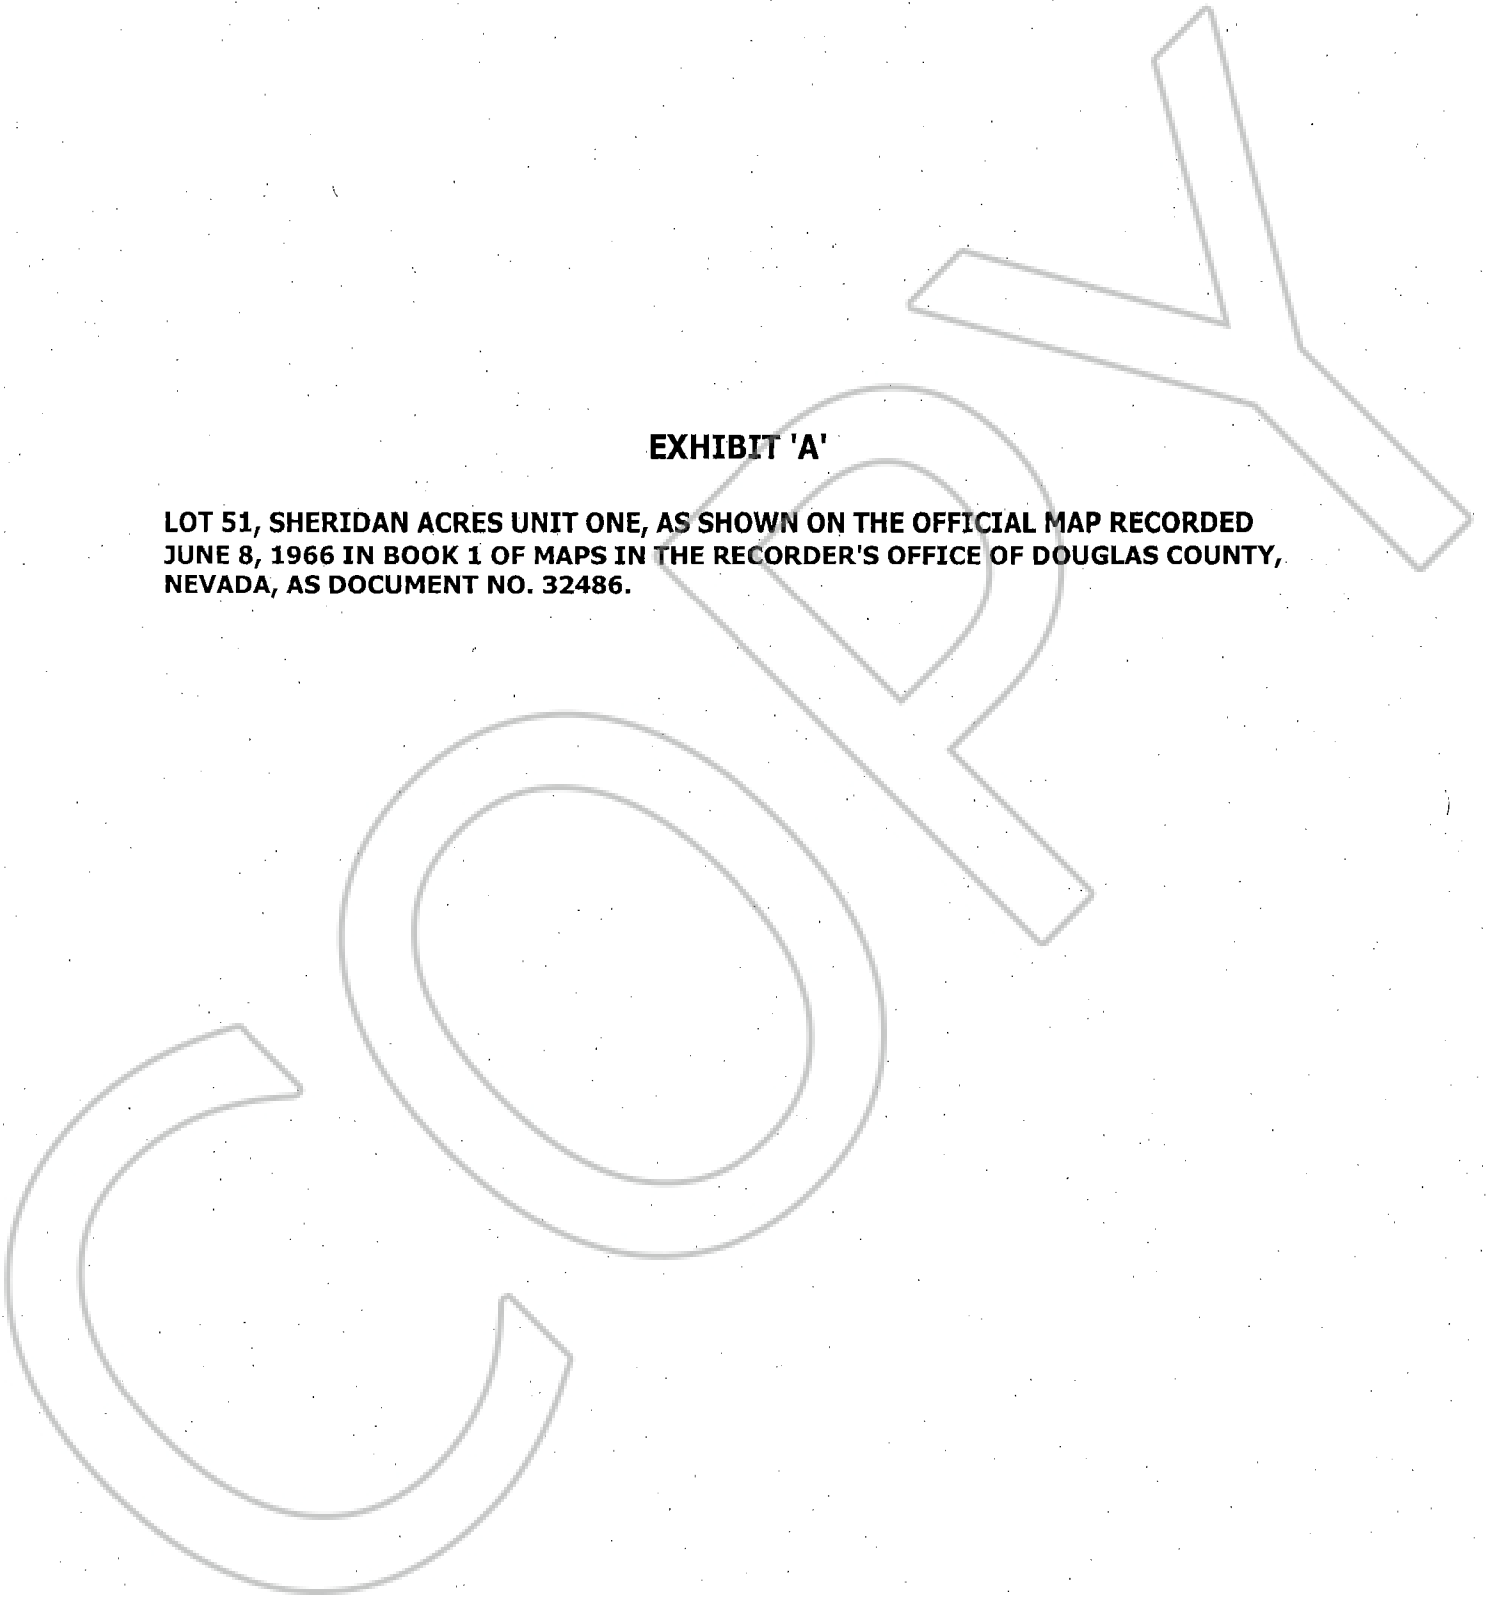 EXHIBIT 'A'
LOT 51, SHERIDAN ACRES UNIT ONE, AS SHOWN ON THE OFFICIAL MAP RECORDED
JUNE 8, 1966 IN BOOK 1 OF MAPS IN THE RECORDER'S OFFICE OF DOUGLAS COUNTY,
NEVADA, AS DOCUMENT NO. 32486.
COPY